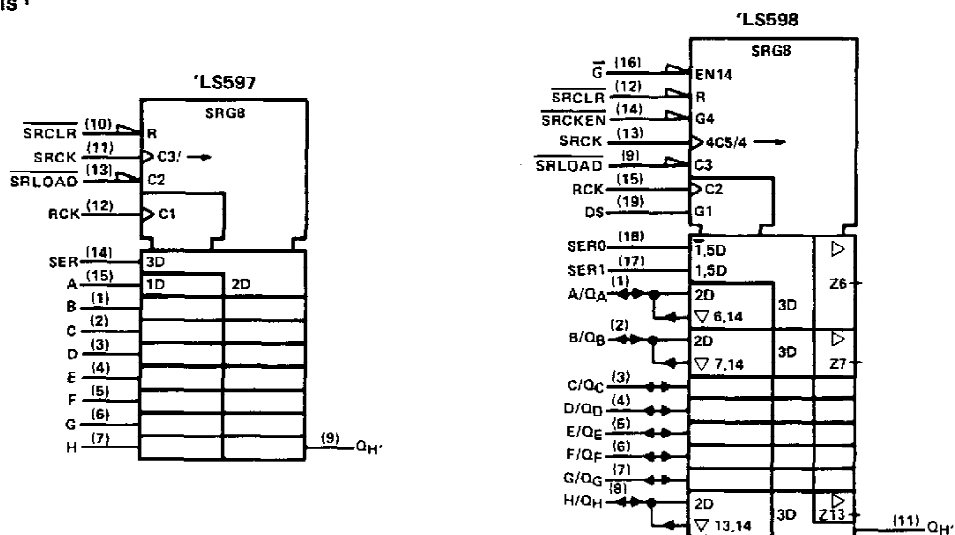 'LS597
SRG8
SRCLR (10) R
SRCK (11) C3/
SRLOAD (13) C2
RCK (12) C1
SER (14) 3D
A (15) 1D 2D
B (1)
C (2)
D (3)
E (4)
F (5)
G (6)
H (7) (9) QH'
'LS598
SRG8
G (16) EN14
SRCLR (12) R
SRCKEN (14) G4
SRCK (13) 4C5/4
SRLOAD (9) C3
RCK (15) C2
DS (19) G1
SER0 (18) 1,5D
SER1 (17) 1,5D
A/QA (1) 2D 3D Z6
▽ 6,14
B/QB (2) 2D 3D
▽ 7,14 Z7
C/QC (3)
D/QD (4)
E/QE (5)
F/QF (6)
G/QG (7)
H/QH (8) 2D 3D Z13
▽ 13,14
(11) QH'